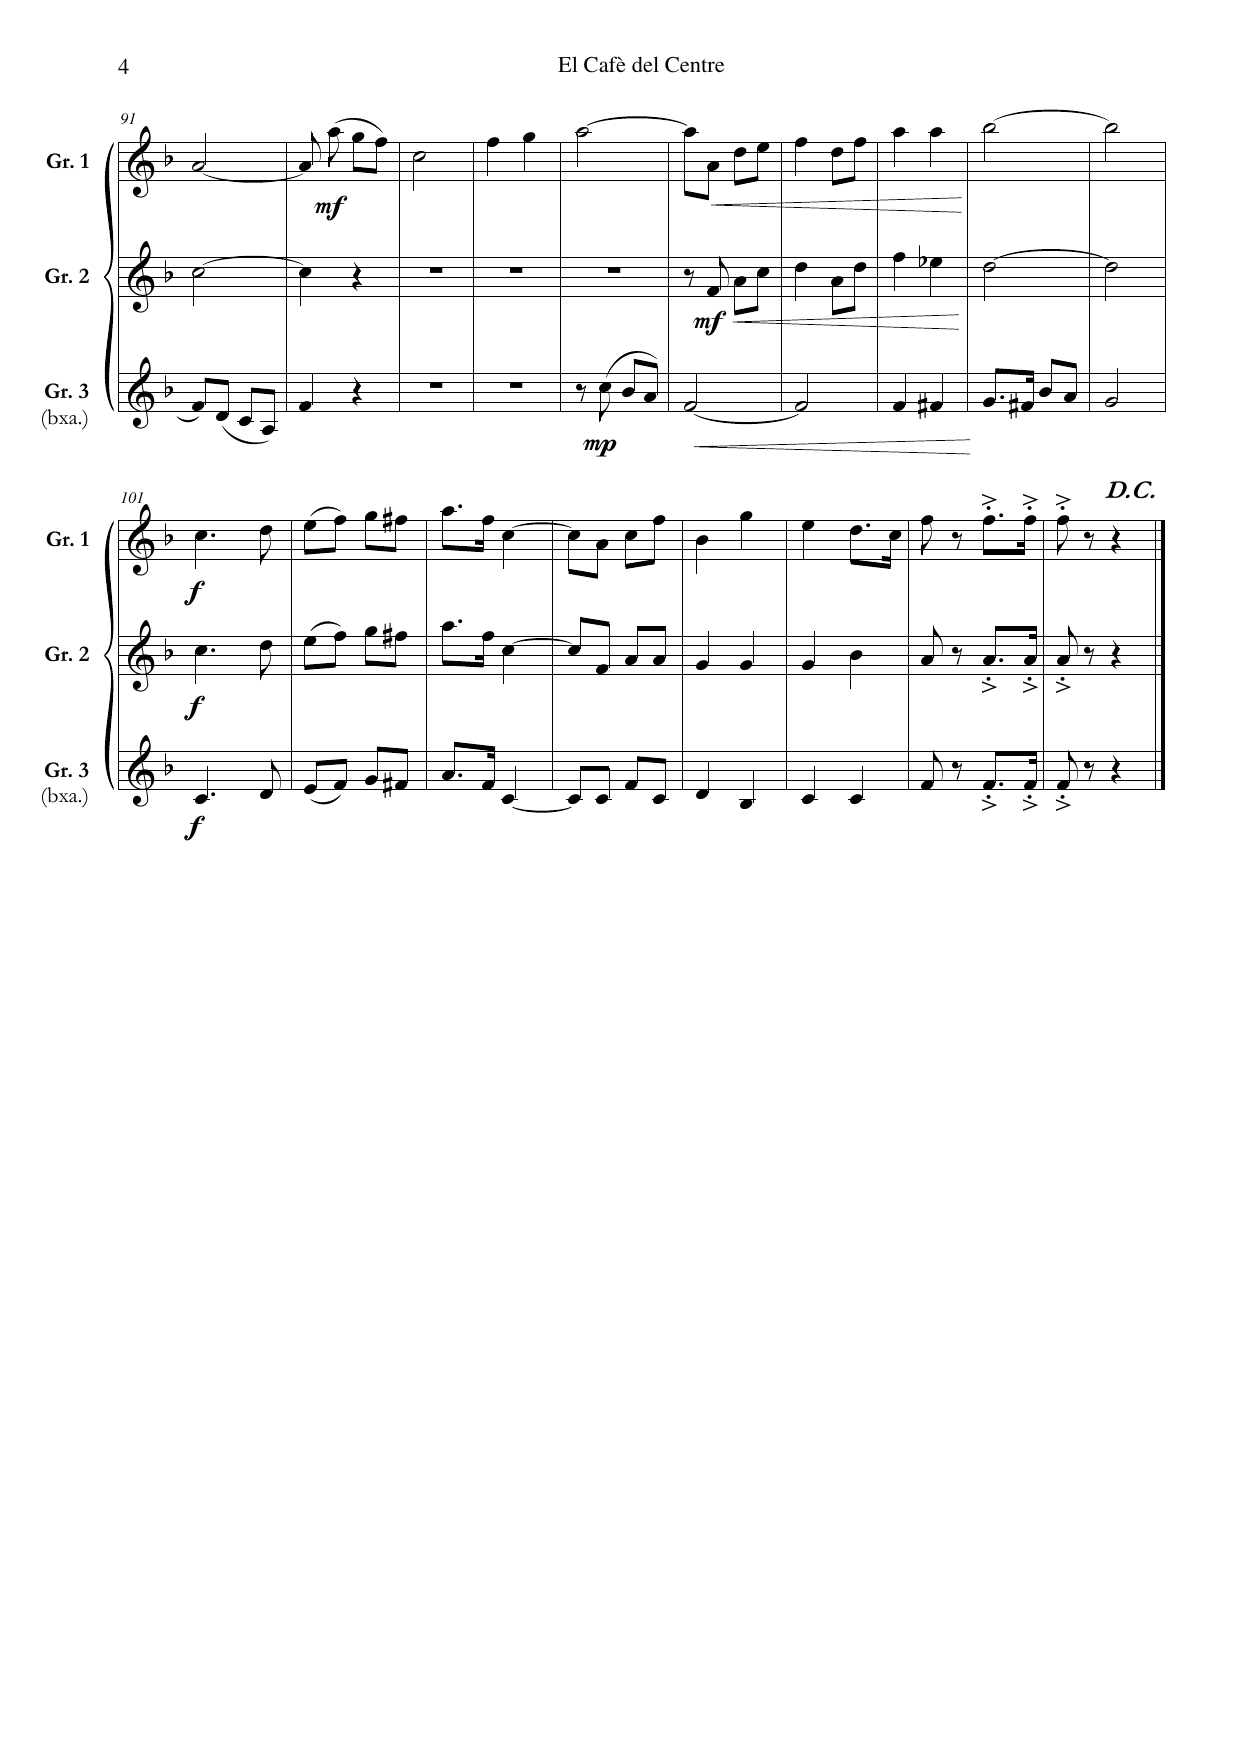 4
El Cafè del Centre
91
Gr. 1
mf
Gr. 2
mf
Gr. 3
(bxa.)
mp
101
D.C.
Gr. 1
f
Gr. 2
f
Gr. 3
(bxa.)
f